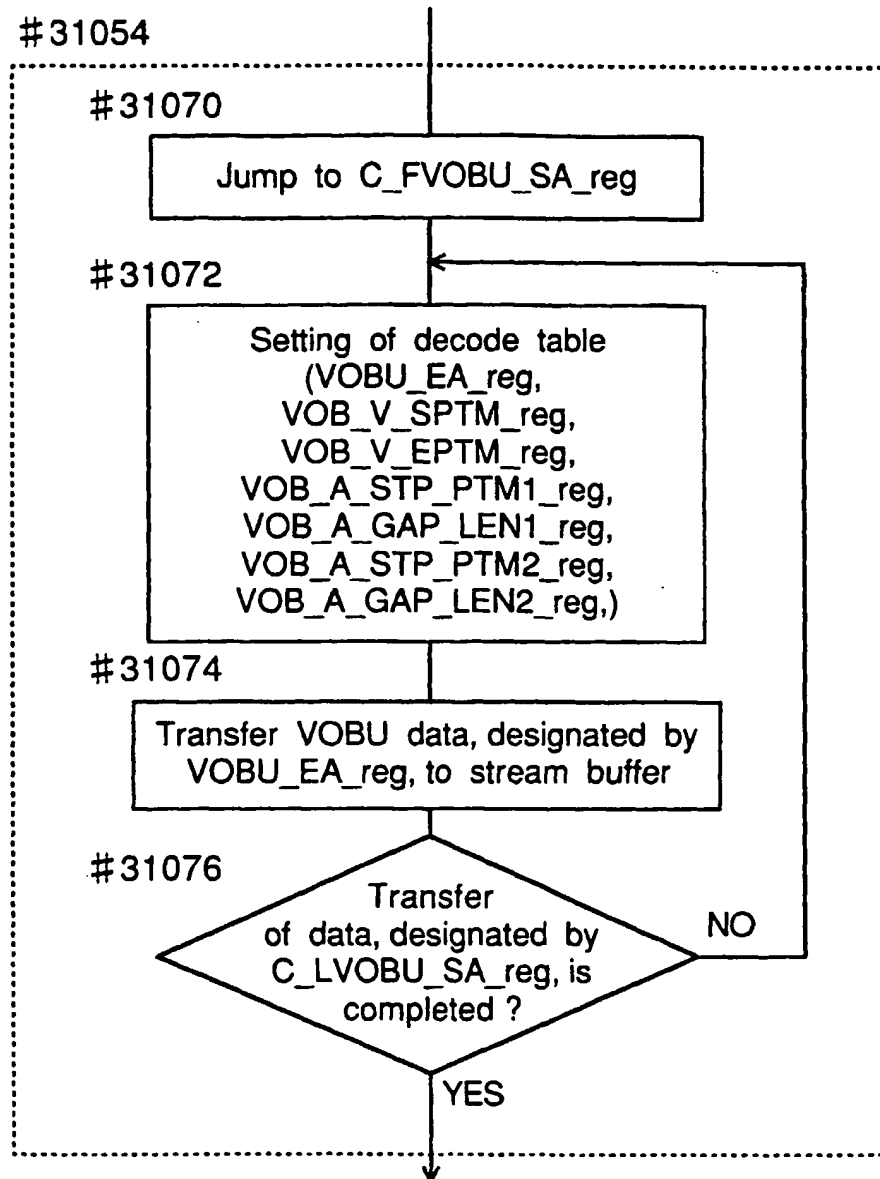 #31054
#31070
Jump to C_FVOBU_SA_reg
#31072
Setting of decode table
(VOBU_EA_reg,
VOB_V_SPTM_reg,
VOB_V_EPTM_reg,
VOB_A_STP_PTM1_reg,
VOB_A_GAP_LEN1_reg,
VOB_A_STP_PTM2_reg,
VOB_A_GAP_LEN2_reg,)
#31074
Transfer VOBU data, designated by
VOBU_EA_reg, to stream buffer
#31076
Transfer
of data, designated by
C_LVOBU_SA_reg, is
completed ?
NO
YES